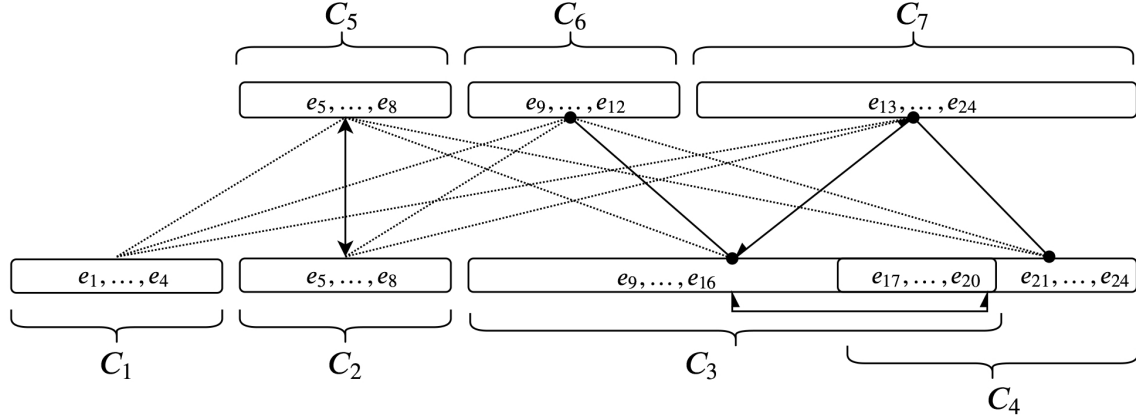 C₅ C₆ C₇
e₅, … , e₈ e₉, … , e₁₂ e₁₃, … , e₂₄
e₁, … , e₄ e₅, … , e₈ e₉, … , e₁₆ e₁₇, … , e₂₀ e₂₁, … , e₂₄
C₁ C₂ C₃
C₄